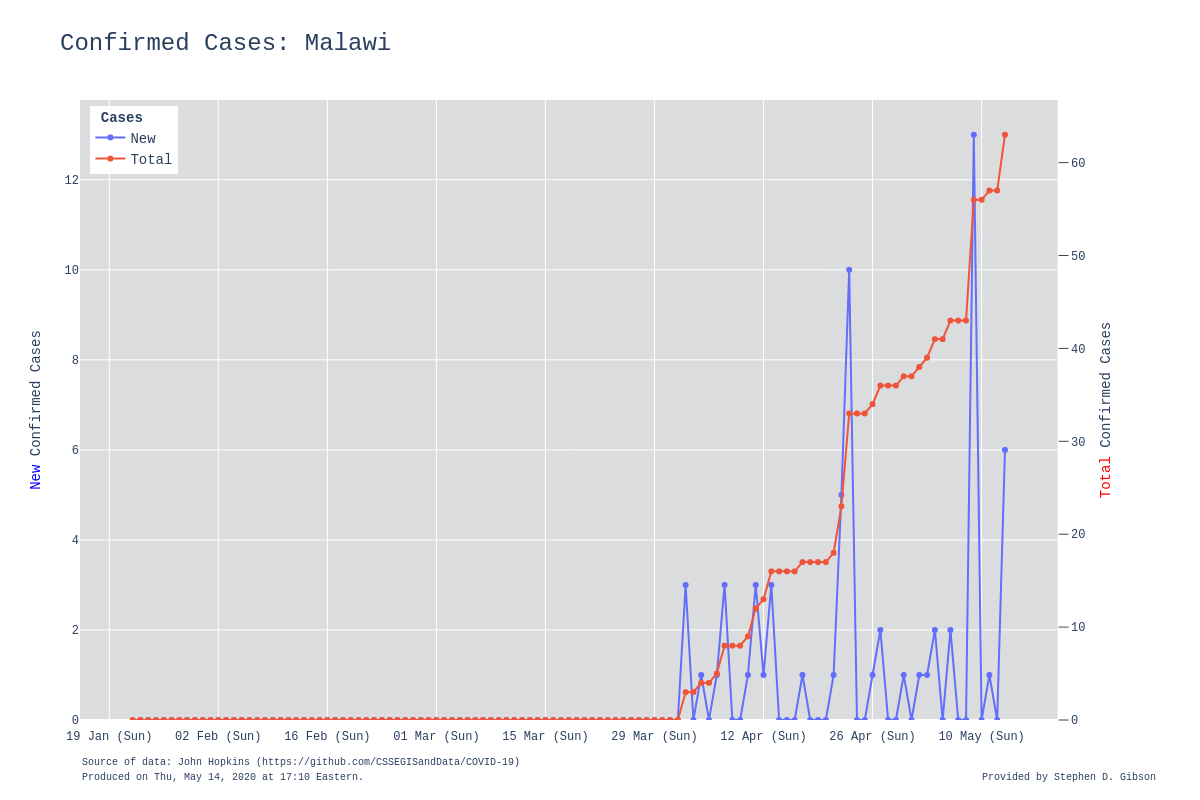 Confirmed Cases: Malawi
Cases
New
Total
12
10
8
6
4
2
0
New Confirmed Cases
60
50
40
30
20
10
0
Total Confirmed Cases
19 Jan (Sun) 02 Feb (Sun) 16 Feb (Sun) 01 Mar (Sun) 15 Mar (Sun) 29 Mar (Sun) 12 Apr (Sun) 26 Apr (Sun) 10 May (Sun)
Source of data: John Hopkins (https://github.com/CSSEGISandData/COVID-19)
Produced on Thu, May 14, 2020 at 17:10 Eastern.
Provided by Stephen D. Gibson